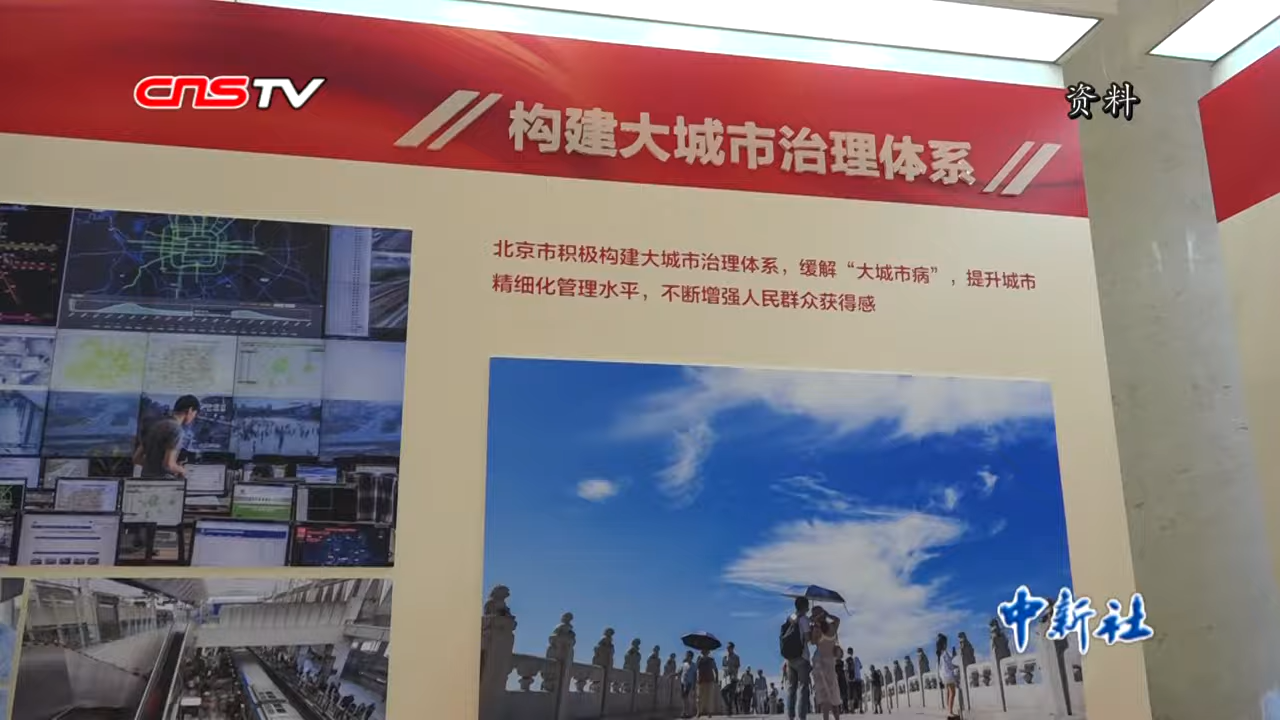 CNSTV
资料
构建大城市治理体系
北京市积极构建大城市治理体系，缓解“大城市病”，提升城市
精细化管理水平，不断增强人民群众获得感
中新社